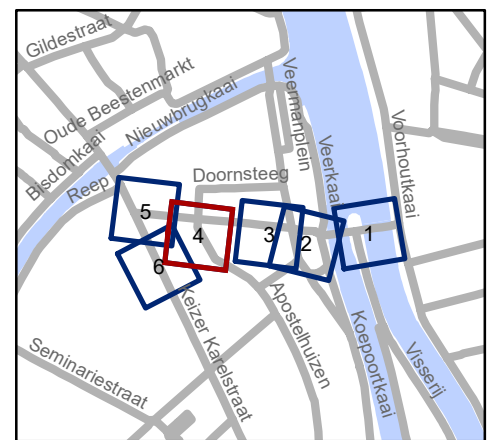 Gildestraat
Oude Beestenmarkt
Nieuwbrugkaai
Bisdomkaai
Reep
Doornsteeg
Veermanplein
Veerkaai
Voorhoutkaai
5
4
3
2
1
6
Keizer Karelstraat
Apostelhuizen
Koepoortkaai
Visserij
Seminariestraat